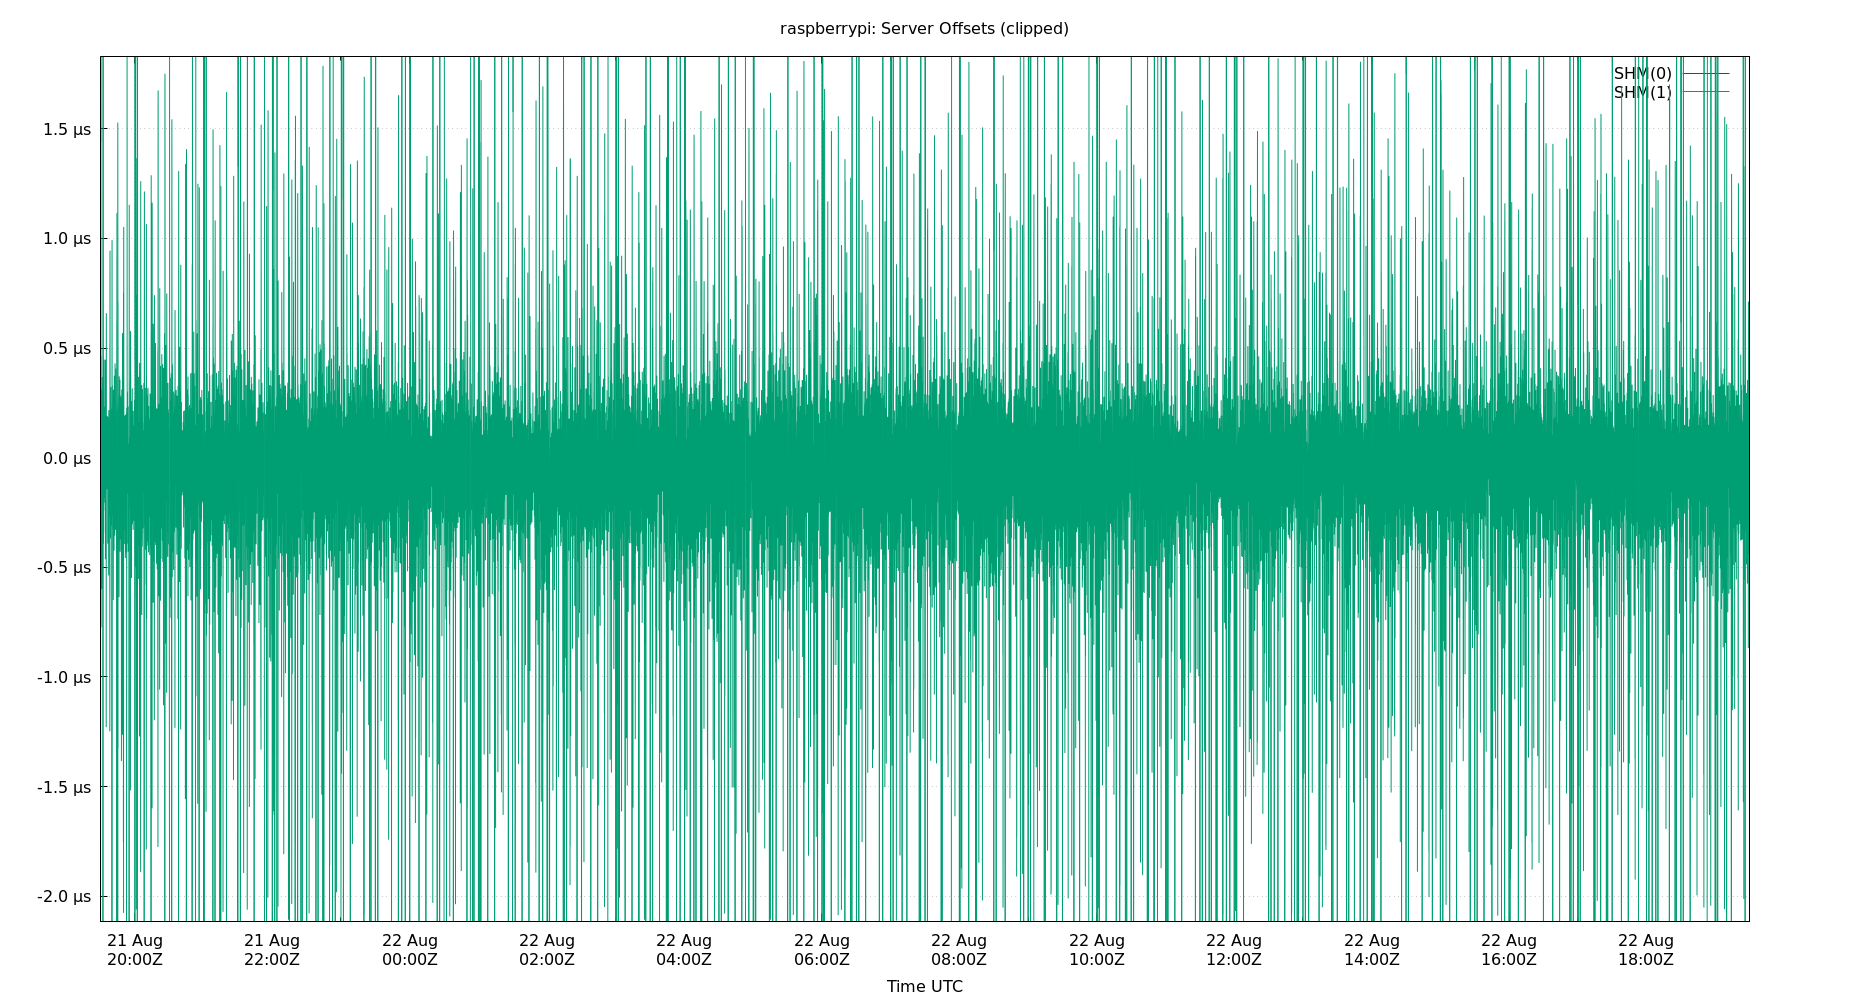 raspberrypi: Server Offsets (clipped)
SHM(0)
SHM(1)
1.5 µs
1.0 µs
0.5 µs
0.0 µs
-0.5 µs
-1.0 µs
-1.5 µs
-2.0 µs
21 Aug 21 Aug 22 Aug 22 Aug 22 Aug 22 Aug 22 Aug 22 Aug 22 Aug 22 Aug 22 Aug 22 Aug
20:00Z 22:00Z 00:00Z 02:00Z 04:00Z 06:00Z 08:00Z 10:00Z 12:00Z 14:00Z 16:00Z 18:00Z
Time UTC